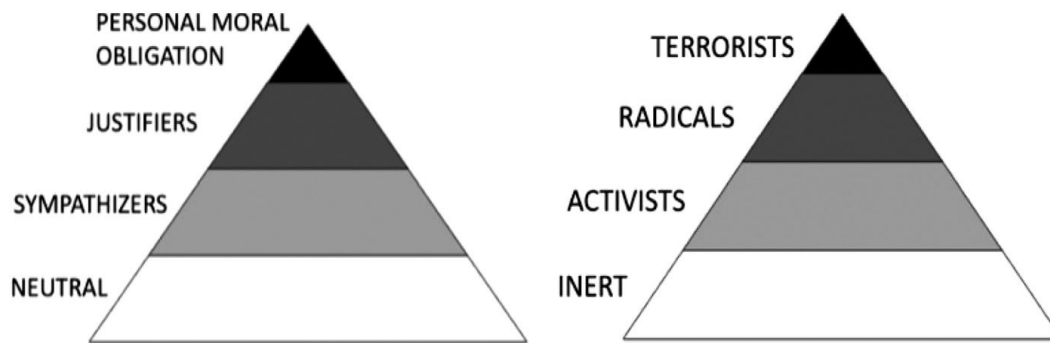 PERSONAL MORAL
OBLIGATION
JUSTIFIERS
SYMPATHIZERS
NEUTRAL
TERRORISTS
RADICALS
ACTIVISTS
INERT